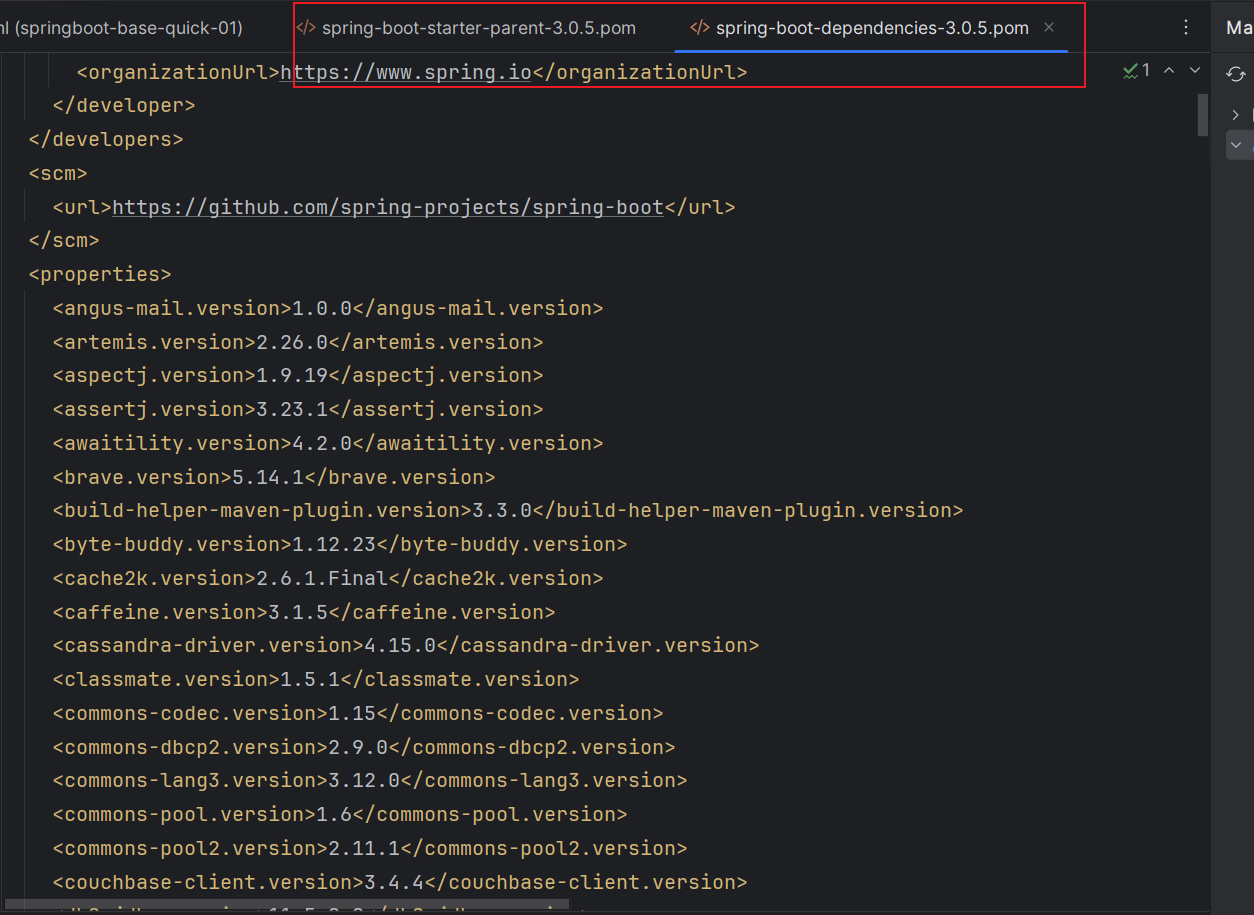 ml (springboot-base-quick-01) </> spring-boot-starter-parent-3.0.5.pom </> spring-boot-dependencies-3.0.5.pom × ⋮ Ma
<organizationUrl>https://www.spring.io</organizationUrl> 1
</developer>
</developers>
<scm>
<url>https://github.com/spring-projects/spring-boot</url>
</scm>
<properties>
<angus-mail.version>1.0.0</angus-mail.version>
<artemis.version>2.26.0</artemis.version>
<aspectj.version>1.9.19</aspectj.version>
<assertj.version>3.23.1</assertj.version>
<awaitility.version>4.2.0</awaitility.version>
<brave.version>5.14.1</brave.version>
<build-helper-maven-plugin.version>3.3.0</build-helper-maven-plugin.version>
<byte-buddy.version>1.12.23</byte-buddy.version>
<cache2k.version>2.6.1.Final</cache2k.version>
<caffeine.version>3.1.5</caffeine.version>
<cassandra-driver.version>4.15.0</cassandra-driver.version>
<classmate.version>1.5.1</classmate.version>
<commons-codec.version>1.15</commons-codec.version>
<commons-dbcp2.version>2.9.0</commons-dbcp2.version>
<commons-lang3.version>3.12.0</commons-lang3.version>
<commons-pool.version>1.6</commons-pool.version>
<commons-pool2.version>2.11.1</commons-pool2.version>
<couchbase-client.version>3.4.4</couchbase-client.version>